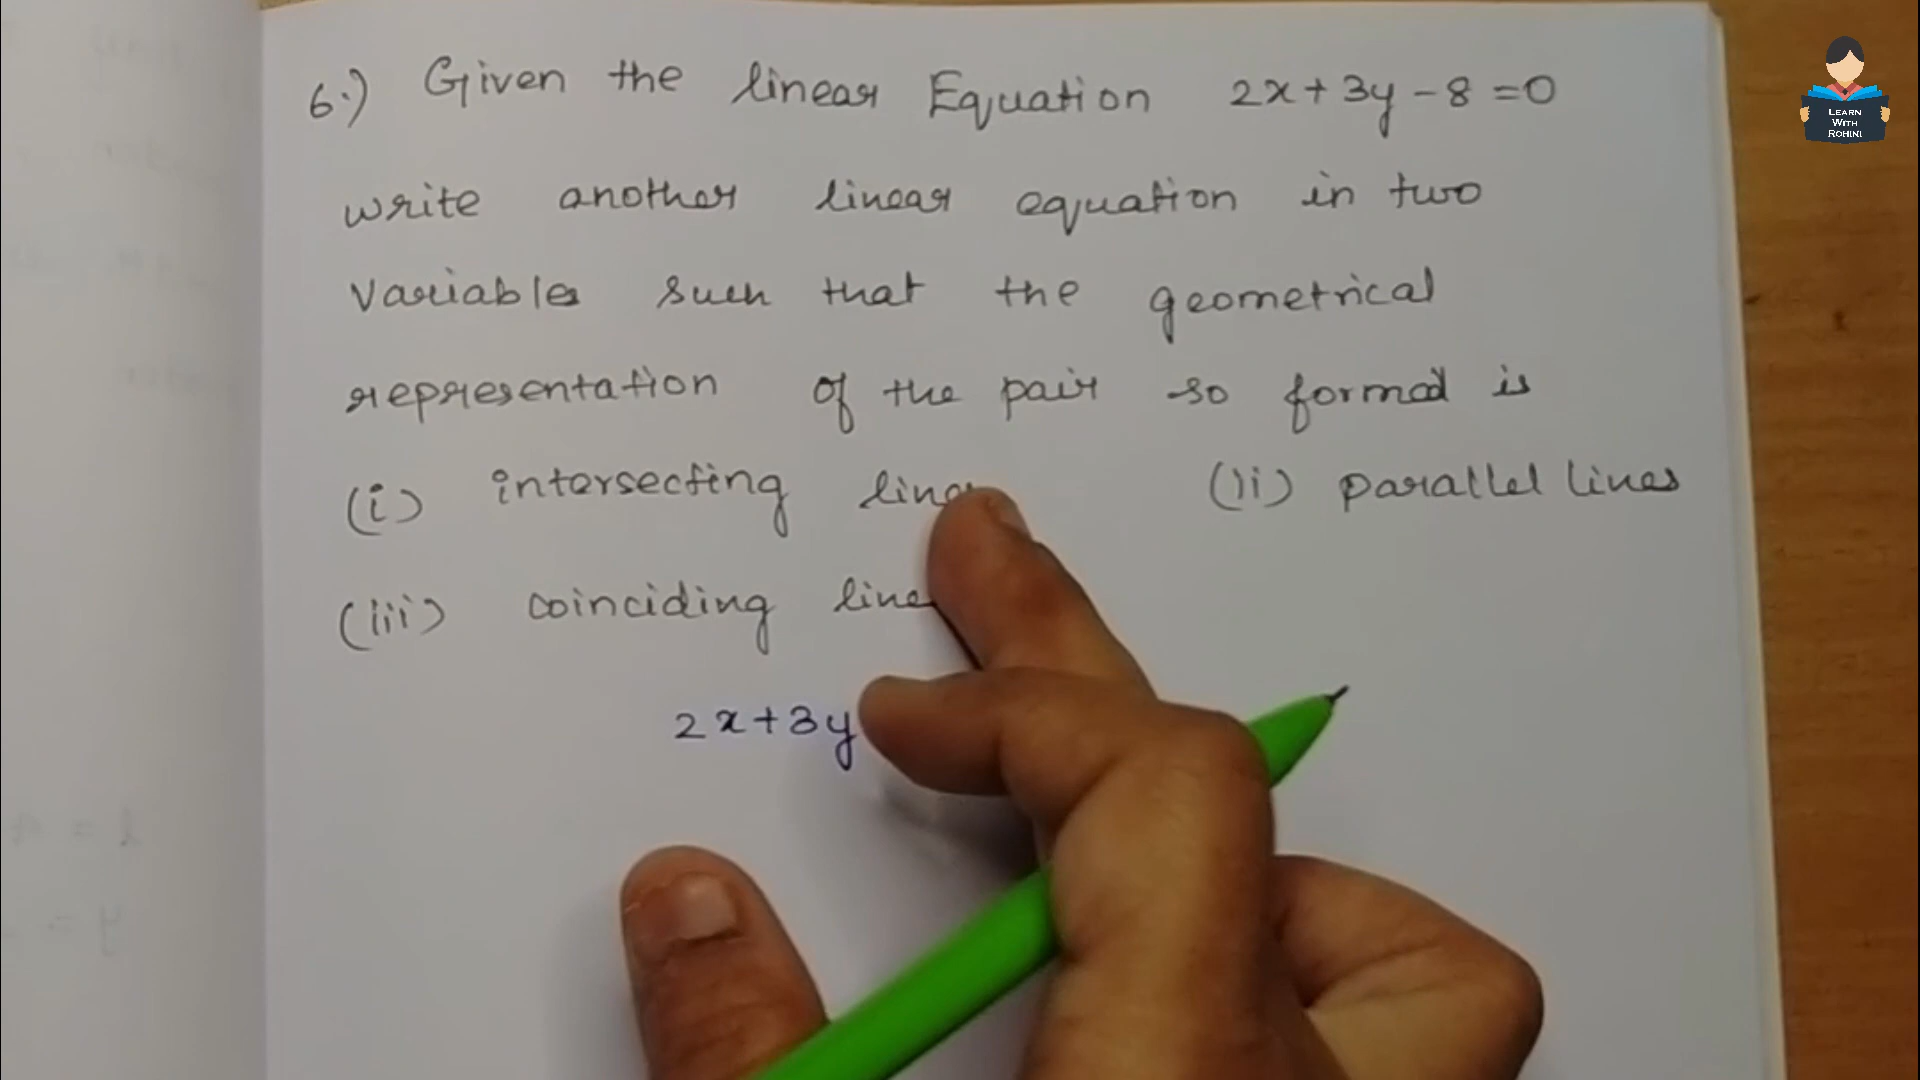 6.) Given the linear Equation 2x+3y-8=0
write another linear equation in two
variables such that the geometrical
representation of the pair so formed is
(i) intersecting lines (ii) parallel lines
(iii) coinciding line
2x+3y
LEARN
WITH
ROHINI